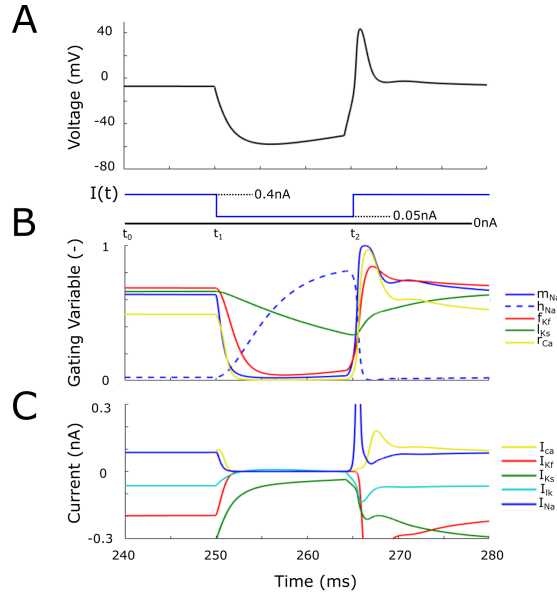 A
Voltage (mV)
40
0
-40
-80
I(t)
0.4nA
0.05nA
0nA
t0
t1
t2
B
Gating Variable (-)
1
0
mNa
hNa
fKf
lKs
rCa
C
Current (nA)
0.3
0
-0.3
Ica
IKf
IKs
Ilk
INa
240
250
260
270
280
Time (ms)